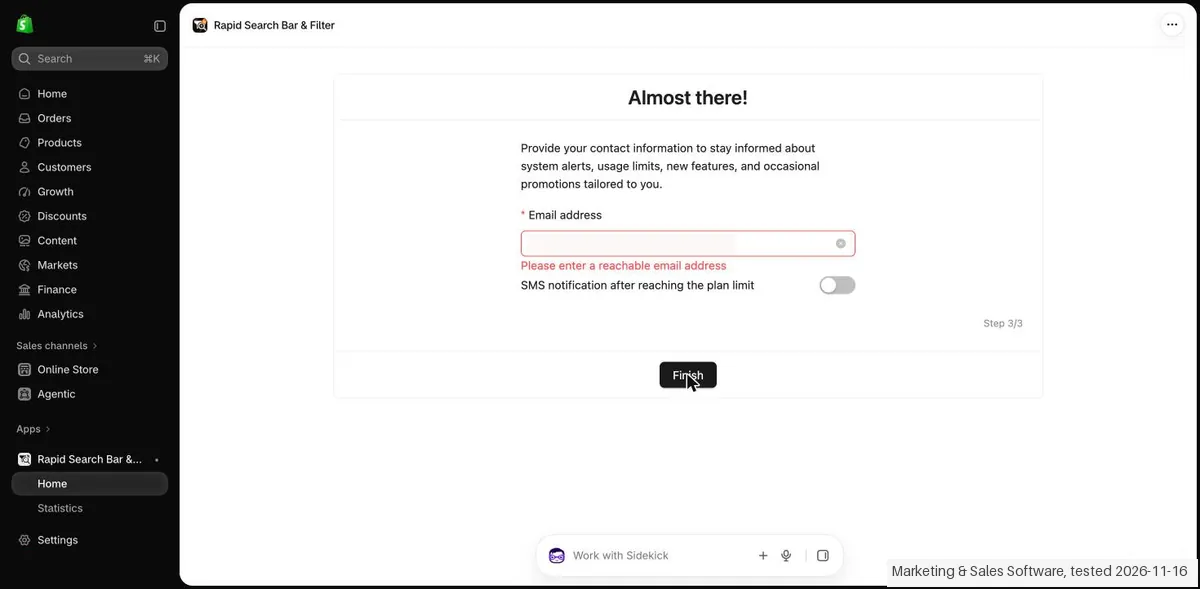 Search
⌘K
Home
Orders
Products
Customers
Growth
Discounts
Content
Markets
Finance
Analytics
Sales channels
Online Store
Agentic
Apps
Rapid Search Bar &...
Home
Statistics
Settings
Rapid Search Bar & Filter
Almost there!
Provide your contact information to stay informed about
system alerts, usage limits, new features, and occasional
promotions tailored to you.
* Email address
Please enter a reachable email address
SMS notification after reaching the plan limit
Step 3/3
Finish
Work with Sidekick
Marketing & Sales Software, tested 2026-11-16